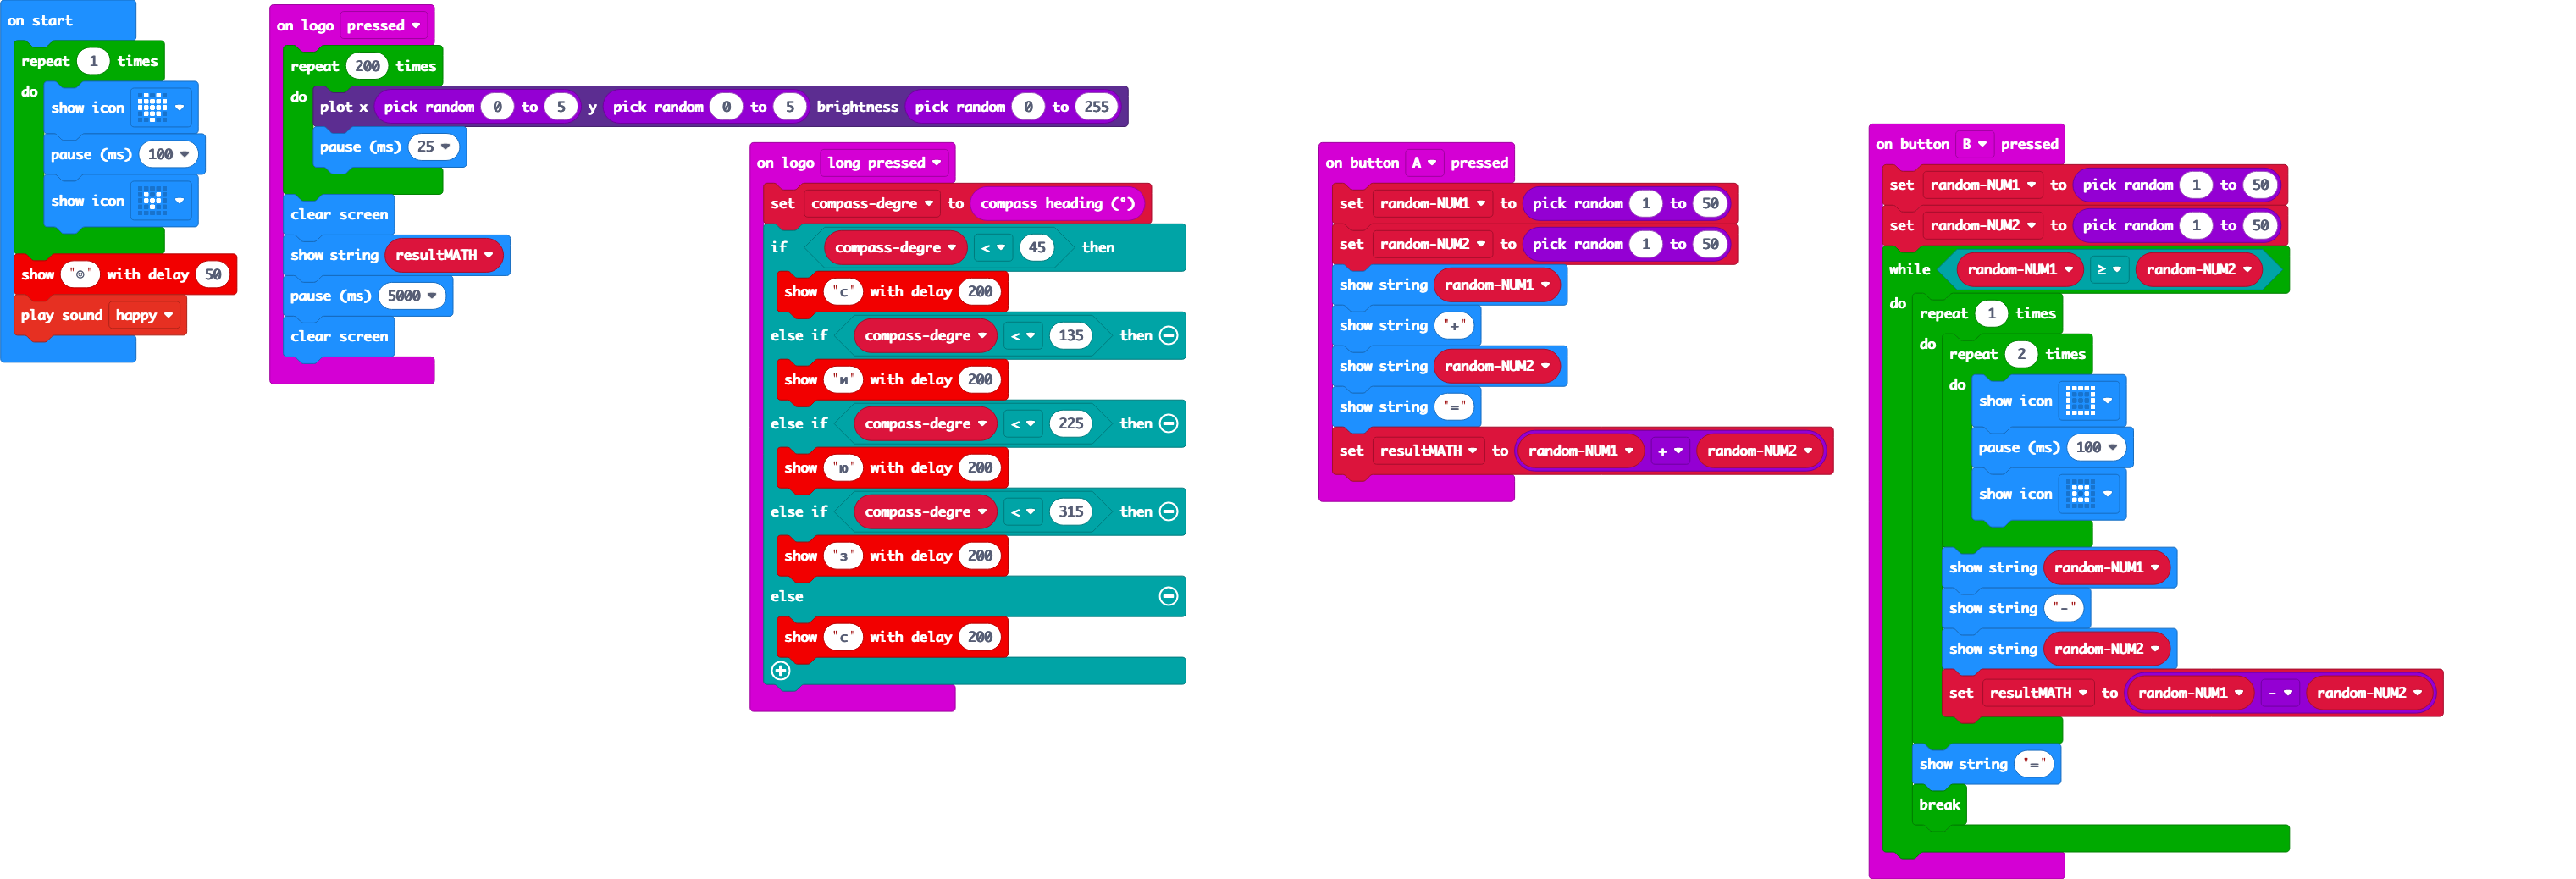 on start
repeat 1 times
do
show icon
pause (ms) 100
show icon
show "☺" with delay 50
play sound happy
on logo pressed
repeat 200 times
do
plot x pick random 0 to 5 y pick random 0 to 5 brightness pick random 0 to 255
pause (ms) 25
clear screen
show string resultMATH
pause (ms) 5000
clear screen
on logo long pressed
set compass-degre to compass heading (°)
if compass-degre < 45 then
show "с" with delay 200
else if compass-degre < 135 then
show "и" with delay 200
else if compass-degre < 225 then
show "ю" with delay 200
else if compass-degre < 315 then
show "з" with delay 200
else
show "с" with delay 200
on button A pressed
set random-NUM1 to pick random 1 to 50
set random-NUM2 to pick random 1 to 50
show string random-NUM1
show string "+"
show string random-NUM2
show string "="
set resultMATH to random-NUM1 + random-NUM2
on button B pressed
set random-NUM1 to pick random 1 to 50
set random-NUM2 to pick random 1 to 50
while random-NUM1 ≥ random-NUM2
do
repeat 1 times
do
repeat 2 times
do
show icon
pause (ms) 100
show icon
show string random-NUM1
show string "-"
show string random-NUM2
set resultMATH to random-NUM1 - random-NUM2
show string "="
break